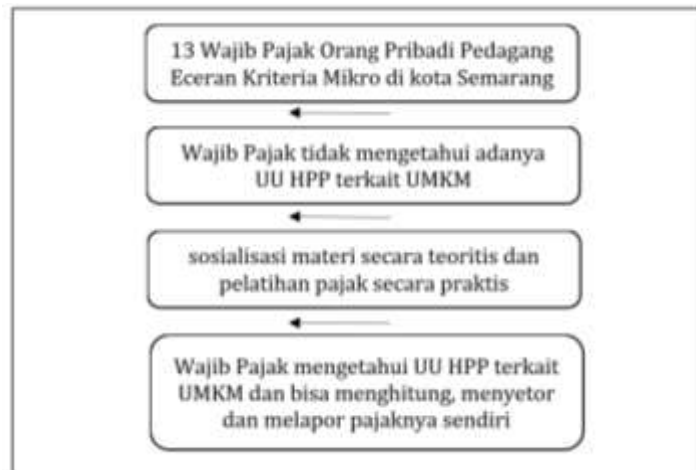 13 Wajib Pajak Orang Pribadi Pedagang
Eceran Kriteria Mikro di kota Semarang
Wajib Pajak tidak mengetahui adanya
UU HPP terkait UMKM
sosialisasi materi secara teoritis dan
pelatihan pajak secara praktis
Wajib Pajak mengetahui UU HPP terkait
UMKM dan bisa menghitung, menyetor
dan melapor pajaknya sendiri